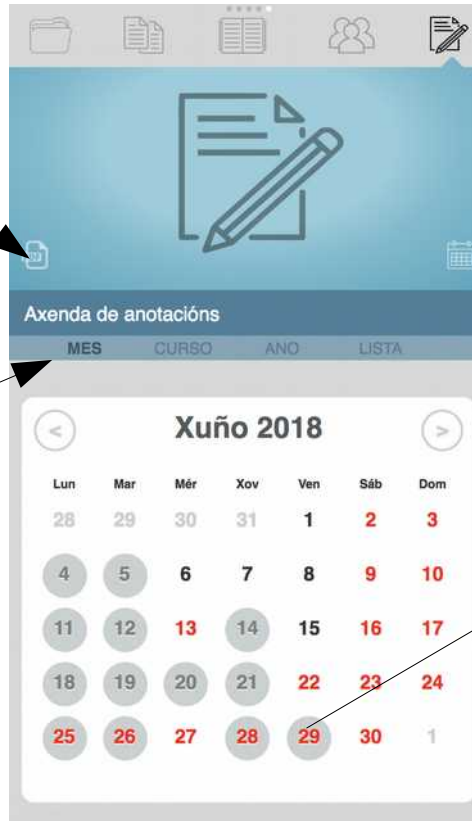 Axenda de anotacións
MES CURSO ANO LISTA
< Xuño 2018 >
Lun Mar Mér Xov Ven Sáb Dom
28 29 30 31 1 2 3
4 5 6 7 8 9 10
11 12 13 14 15 16 17
18 19 20 21 22 23 24
25 26 27 28 29 30 1